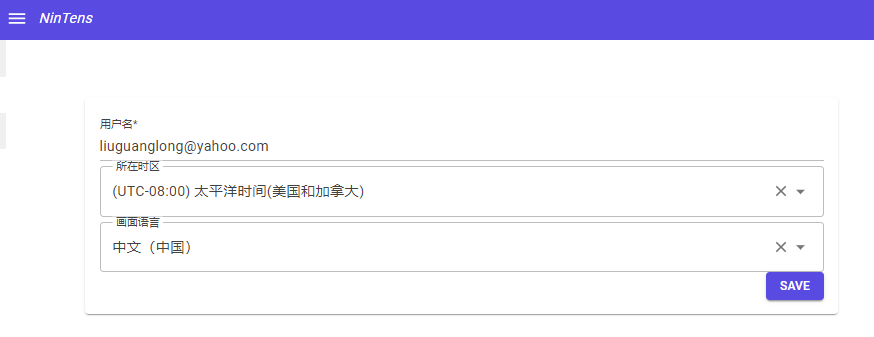 NinTens
用户名*
liuguanglong@yahoo.com
所在时区
(UTC-08:00) 太平洋时间(美国和加拿大)
画面语言
中文（中国）
SAVE